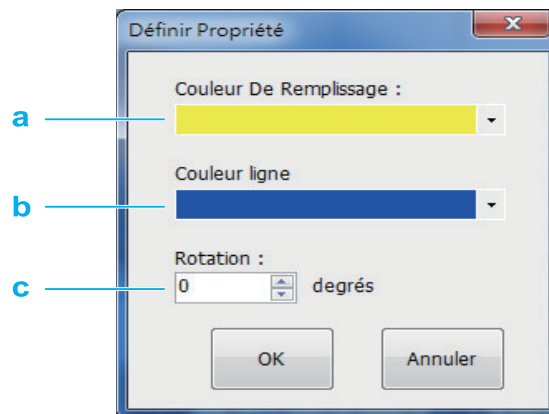 Définir Propriété
a
Couleur De Remplissage :
b
Couleur ligne
c
Rotation :
0 degrés
OK Annuler